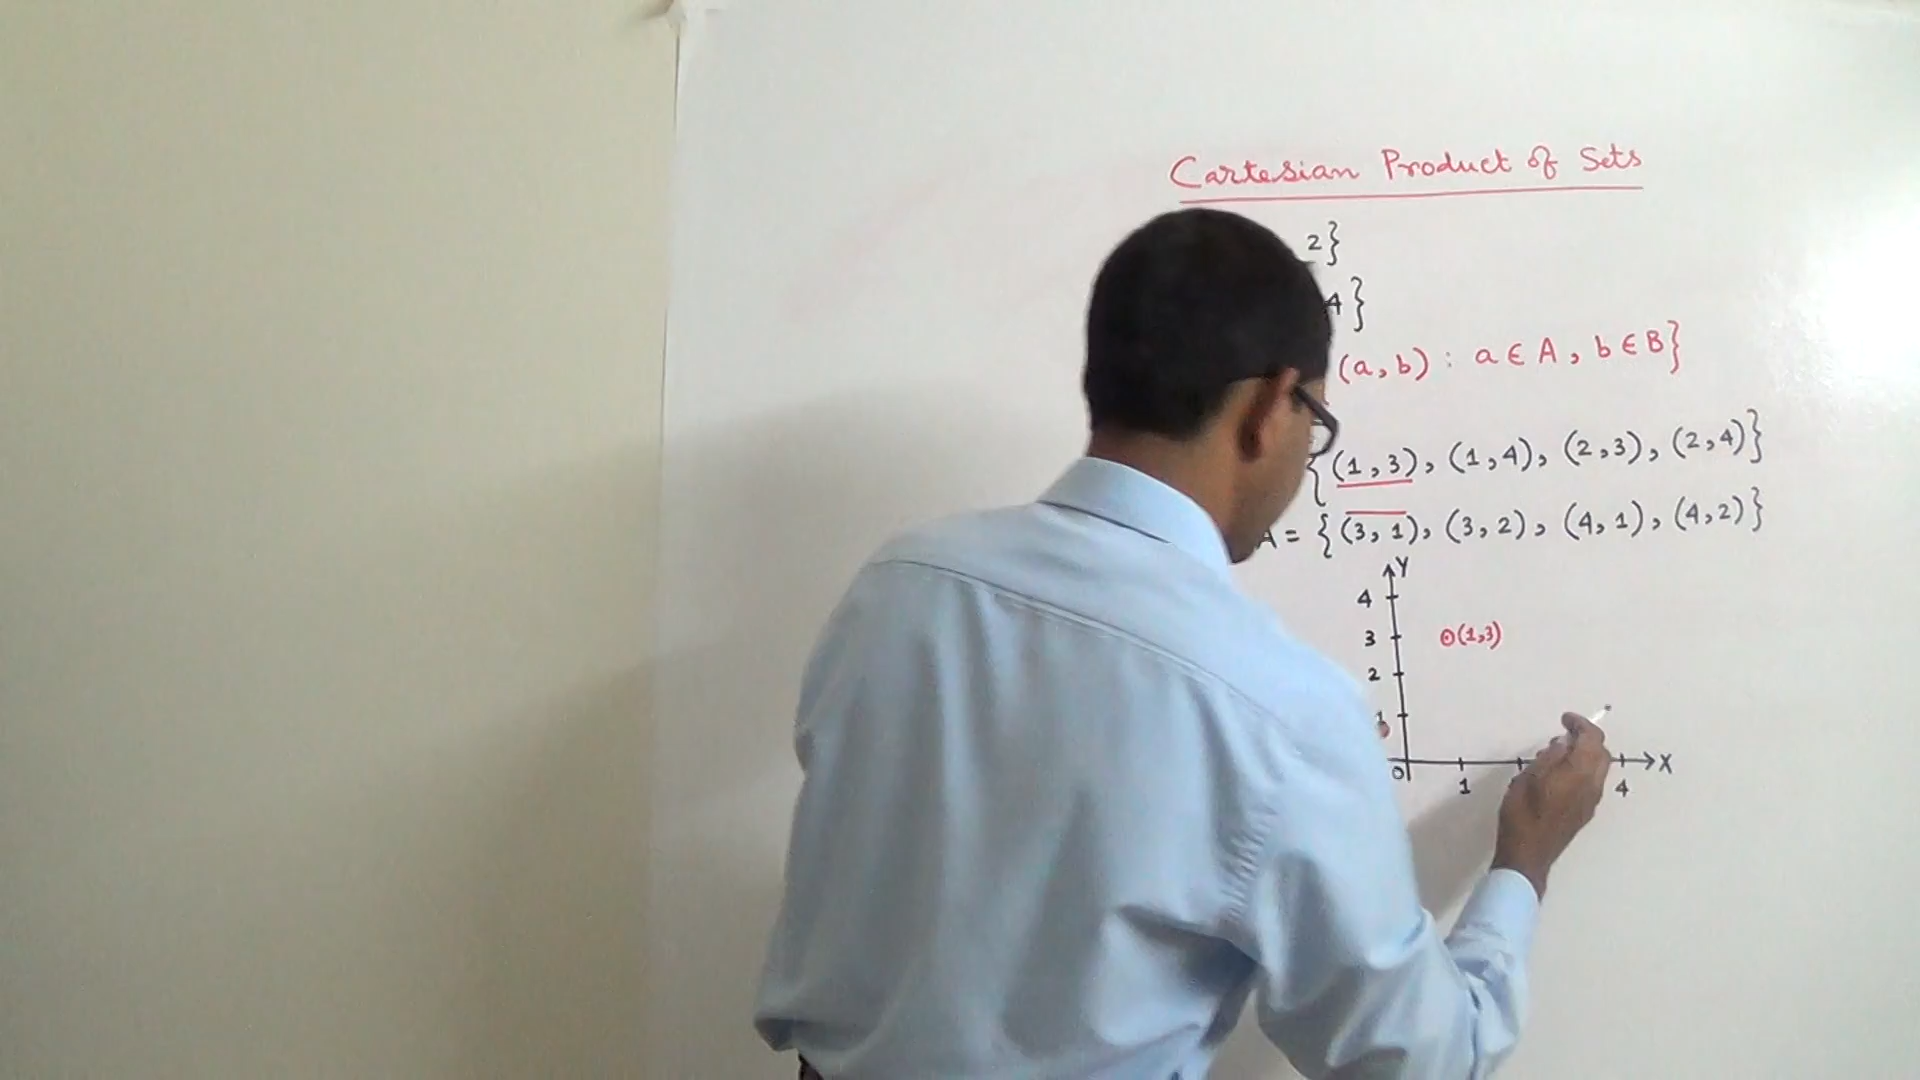 Cartesian Product of Sets
2}
4}
(a, b) : a ∈ A, b ∈ B}
{(1, 3), (1, 4), (2, 3), (2, 4)}
A = {(3, 1), (3, 2), (4, 1), (4, 2)}
Y
4
3 (1,3)
2
1
0 1 4 X